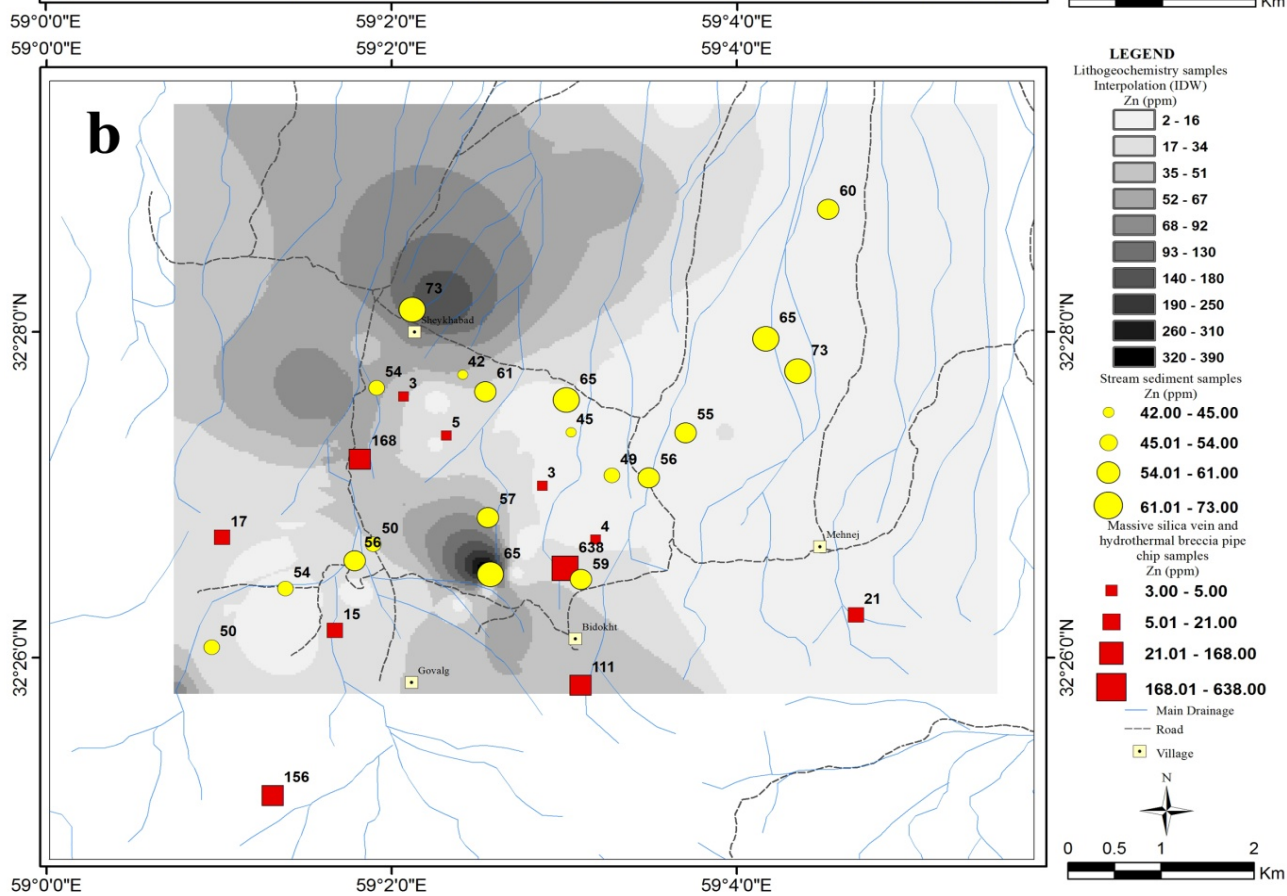 Km
59°0'0"E
59°2'0"E
59°4'0"E
59°0'0"E
59°2'0"E
59°4'0"E
b
60
73
Sheykhabad
65
73
42
54
3
61
65
5
45
55
168
49
56
3
57
17
50
4
Mehnej
56
638
65
59
54
15
21
50
Bidokht
Govalg
111
156
32°28'0"N
32°26'0"N
32°28'0"N
32°26'0"N
59°0'0"E
59°2'0"E
59°4'0"E
LEGEND
Lithogeochemistry samples
Interpolation (IDW)
Zn (ppm)
2 - 16
17 - 34
35 - 51
52 - 67
68 - 92
93 - 130
140 - 180
190 - 250
260 - 310
320 - 390
Stream sediment samples
Zn (ppm)
42.00 - 45.00
45.01 - 54.00
54.01 - 61.00
61.01 - 73.00
Massive silica vein and
hydrothermal breccia pipe
chip samples
Zn (ppm)
3.00 - 5.00
5.01 - 21.00
21.01 - 168.00
168.01 - 638.00
Main Drainage
Road
Village
N
0 0.5 1 2
Km